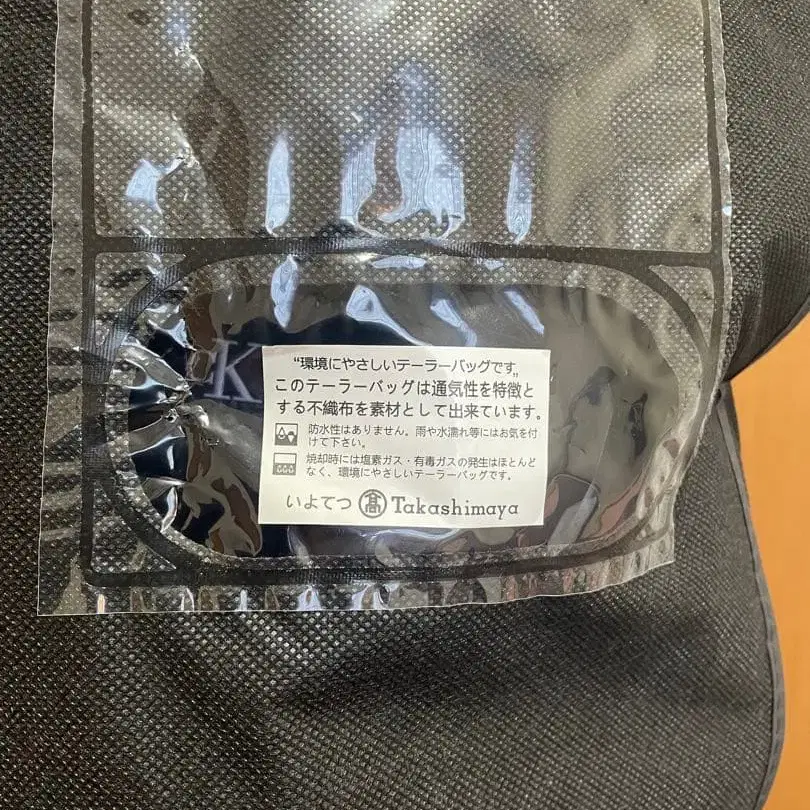 "環境にやさしいテーラーバッグです"
このテーラーバッグは通気性を特徴と
する不織布を素材として出来ています。
防水性はありません。雨や水濡れ等にはお気を付
けて下さい。
焼却時には塩素ガス・有毒ガスの発生はほとんど
なく、環境にやさしいテーラーバッグです。
いよてつ 髙 Takashimaya
K